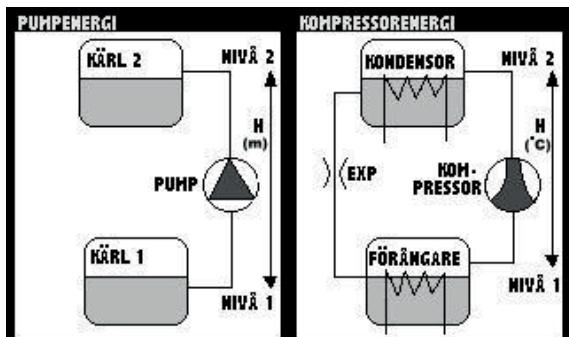 PUMPENERGI
KÄRL 2
NIVÅ 2
H
(m)
PUMP
KÄRL 1
NIVÅ 1
KOMPRESSORENERGI
KONDENSOR
NIVÅ 2
H
(°C)
EXP
KOM-
PRESSOR
FÖRÅNGARE
NIVÅ 1